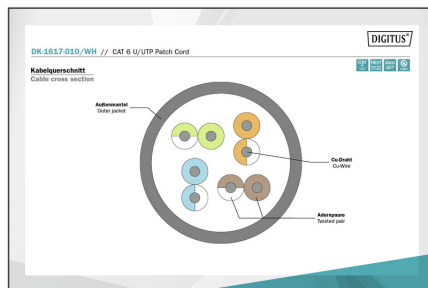 DIGITUS®
DK-1617-010/WH // CAT 6 U/UTP Patch Cord
Kabelquerschnitt
Cable cross section
Außenmantel
Outer jacket
Cu-Draht
Cu-Wire
Adernpaare
Twisted pair